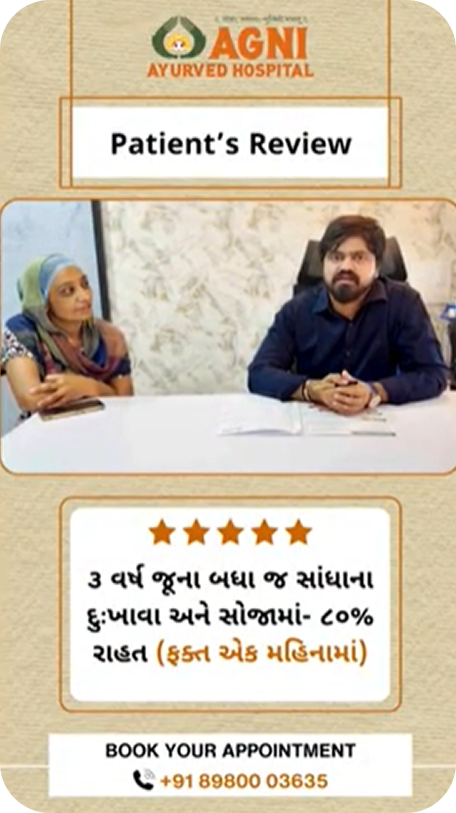 AGNI
AYURVED HOSPITAL
Patient's Review
૩ વર્ષ જૂના બધા જ સાંધાના
દુઃખાવા અને સોજામાં- ૮૦%
રાહત (ફક્ત એક મહિનામાં)
BOOK YOUR APPOINTMENT
+91 89800 03635